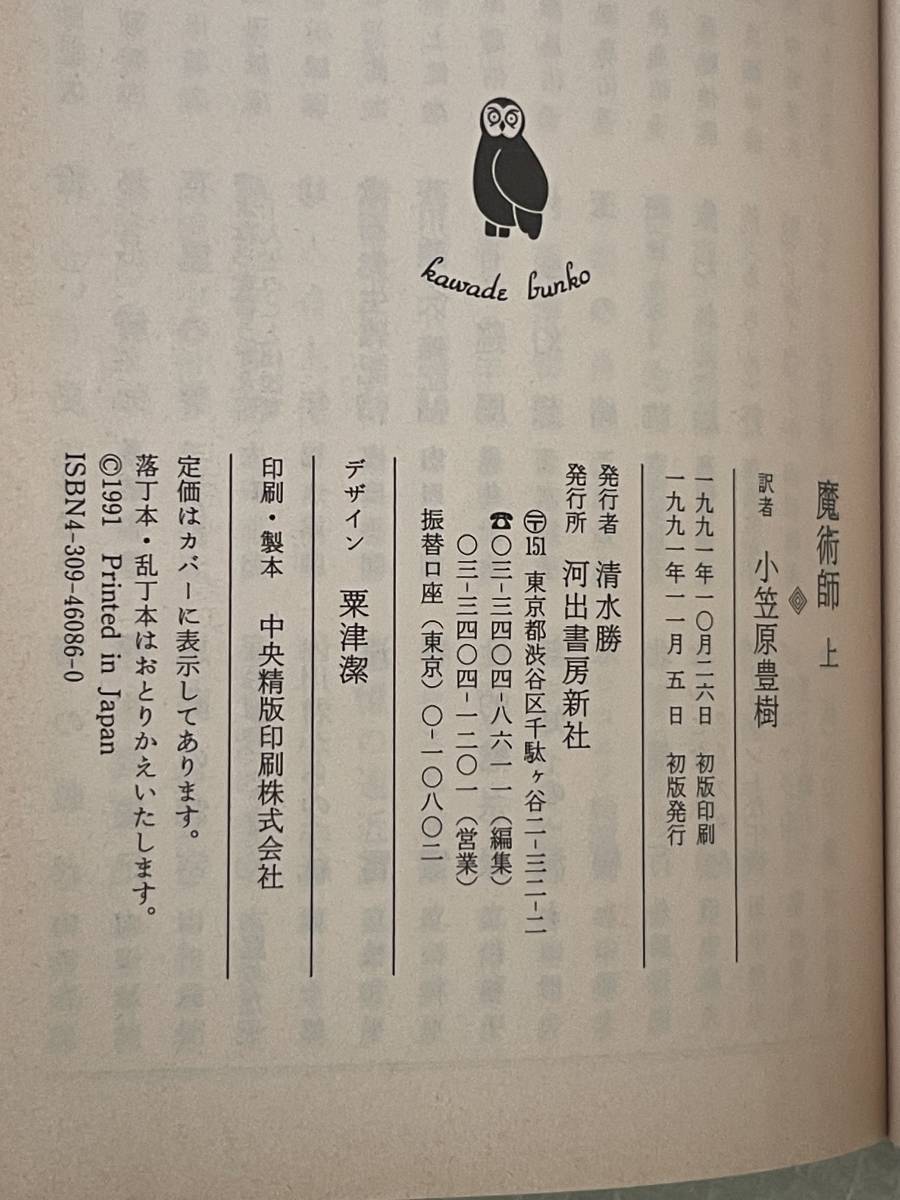 kawade bunko
魔術師 上
訳者 小笠原豊樹
一九九一年一〇月二六日 初版印刷
一九九一年一一月五日 初版発行
発行者 清水勝
発行所 河出書房新社
〒151 東京都渋谷区千駄ヶ谷二-三二-二
☎〇三-三四〇四-八六一一（編集）
〇三-三四〇四-一二〇一（営業）
振替口座（東京）〇-一〇八〇二
デザイン 粟津潔
印刷・製本 中央精版印刷株式会社
定価はカバーに表示してあります。
落丁本・乱丁本はおとりかえいたします。
©1991 Printed in Japan
ISBN4-309-46086-0